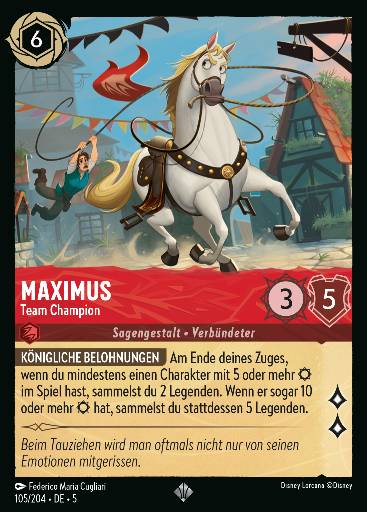 6
MAXIMUS
Team Champion
3
5
Sagengestalt • Verbündeter
KÖNIGLICHE BELOHNUNGEN Am Ende deines Zuges,
wenn du mindestens einen Charakter mit 5 oder mehr
im Spiel hast, sammelst du 2 Legenden. Wenn er sogar 10
oder mehr hat, sammelst du stattdessen 5 Legenden.
Beim Tauziehen wird man oftmals nicht nur von seinen
Emotionen mitgerissen.
Federico Maria Cugliari
Disney Lorcana ©Disney
105/204 • DE • 5